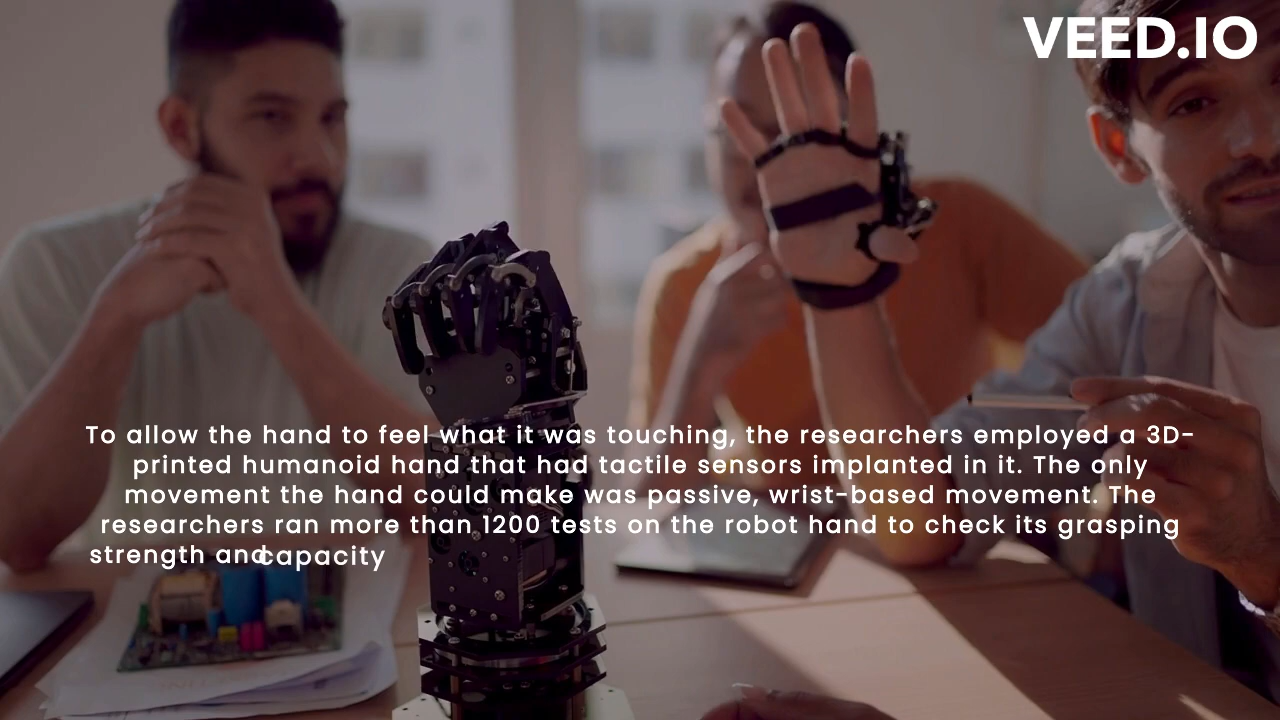 VEED.IO
To allow the hand to feel what it was touching, the researchers employed a 3D-
printed humanoid hand that had tactile sensors implanted in it. The only
movement the hand could make was passive, wrist-based movement. The
researchers ran more than 1200 tests on the robot hand to check its grasping
strength and capacity